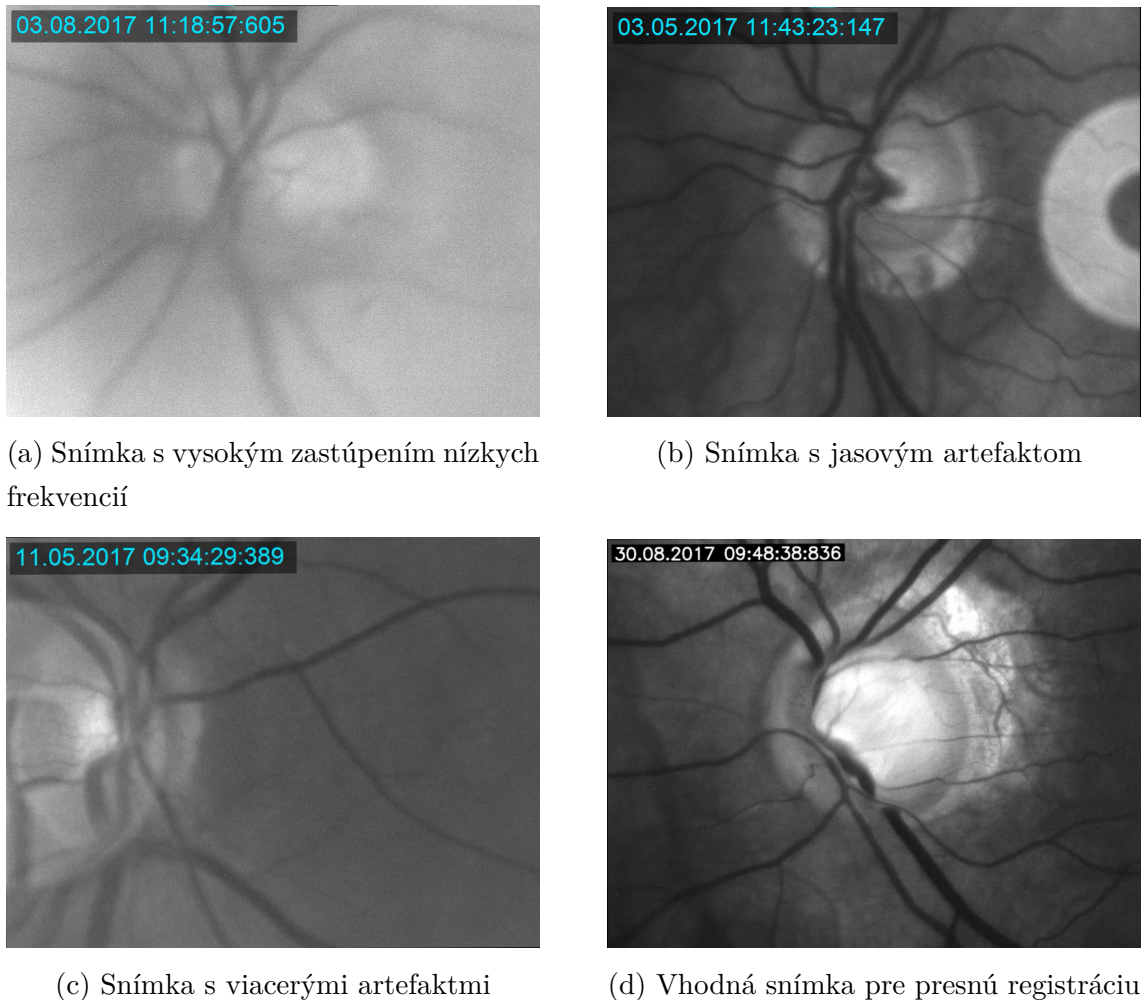 03.08.2017 11:18:57:605
03.05.2017 11:43:23:147
(a) Snímka s vysokým zastúpením nízkych
frekvencií
(b) Snímka s jasovým artefaktom
11.05.2017 09:34:29:389
30.08.2017 09:48:38:836
(c) Snímka s viacerými artefaktmi
(d) Vhodná snímka pre presnú registráciu